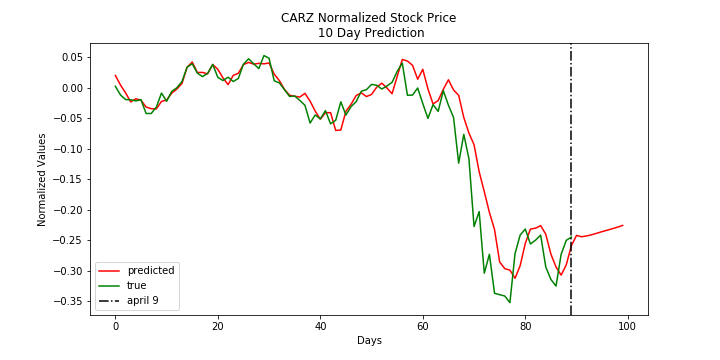 CARZ Normalized Stock Price
10 Day Prediction
Normalized Values
0.05
0.00
−0.05
−0.10
−0.15
−0.20
−0.25
−0.30
−0.35
predicted
true
april 9
0
20
40
60
80
100
Days